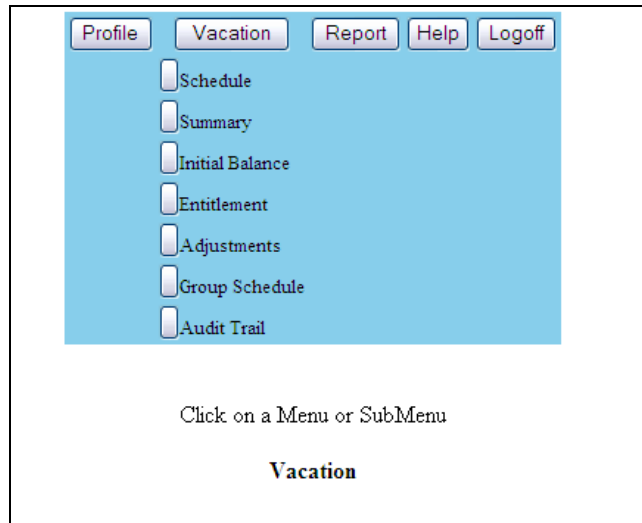 Profile Vacation Report Help Logoff
Schedule
Summary
Initial Balance
Entitlement
Adjustments
Group Schedule
Audit Trail
Click on a Menu or SubMenu
Vacation